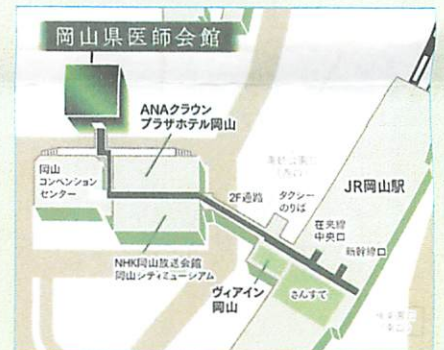 岡山県医師会館
ANAクラウン
プラザホテル岡山
岡山
コンベンション
センター
2F通路
タクシー
のりば
JR岡山駅
在来線
中央口
新幹線口
NHK岡山放送会館
岡山シティミュージアム
ヴィアイン
岡山
さんすて